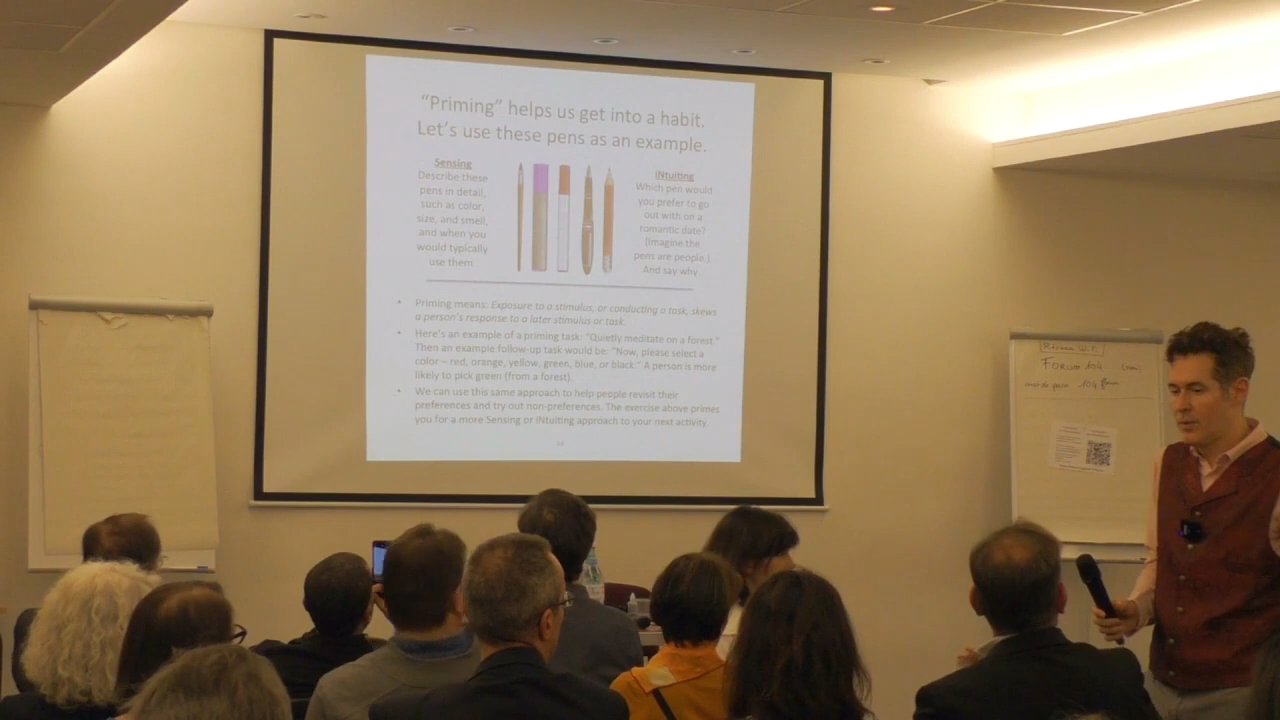 “Priming” helps us get into a habit.
Let’s use these pens as an example.
Sensing
Describe these
pens in detail,
such as color,
size, and smell,
and when you
would typically
use them
iNtuiting
Which pen would
you prefer to go
out with on a
romantic date?
(Imagine the
pens are people.)
And say why.
• Priming means: Exposure to a stimulus, or conducting a task, skews
a person’s response to a later stimulus or task.
• Here’s an example of a priming task: “Quietly meditate on a forest.”
Then an example follow-up task would be: “Now, please select a
color – red, orange, yellow, green, blue, or black.” A person is more
likely to pick green (from a forest).
• We can use this same approach to help people revisit their
preferences and try out non-preferences. The exercise above primes
you for a more Sensing or iNtuiting approach to your next activity.
Forum 104